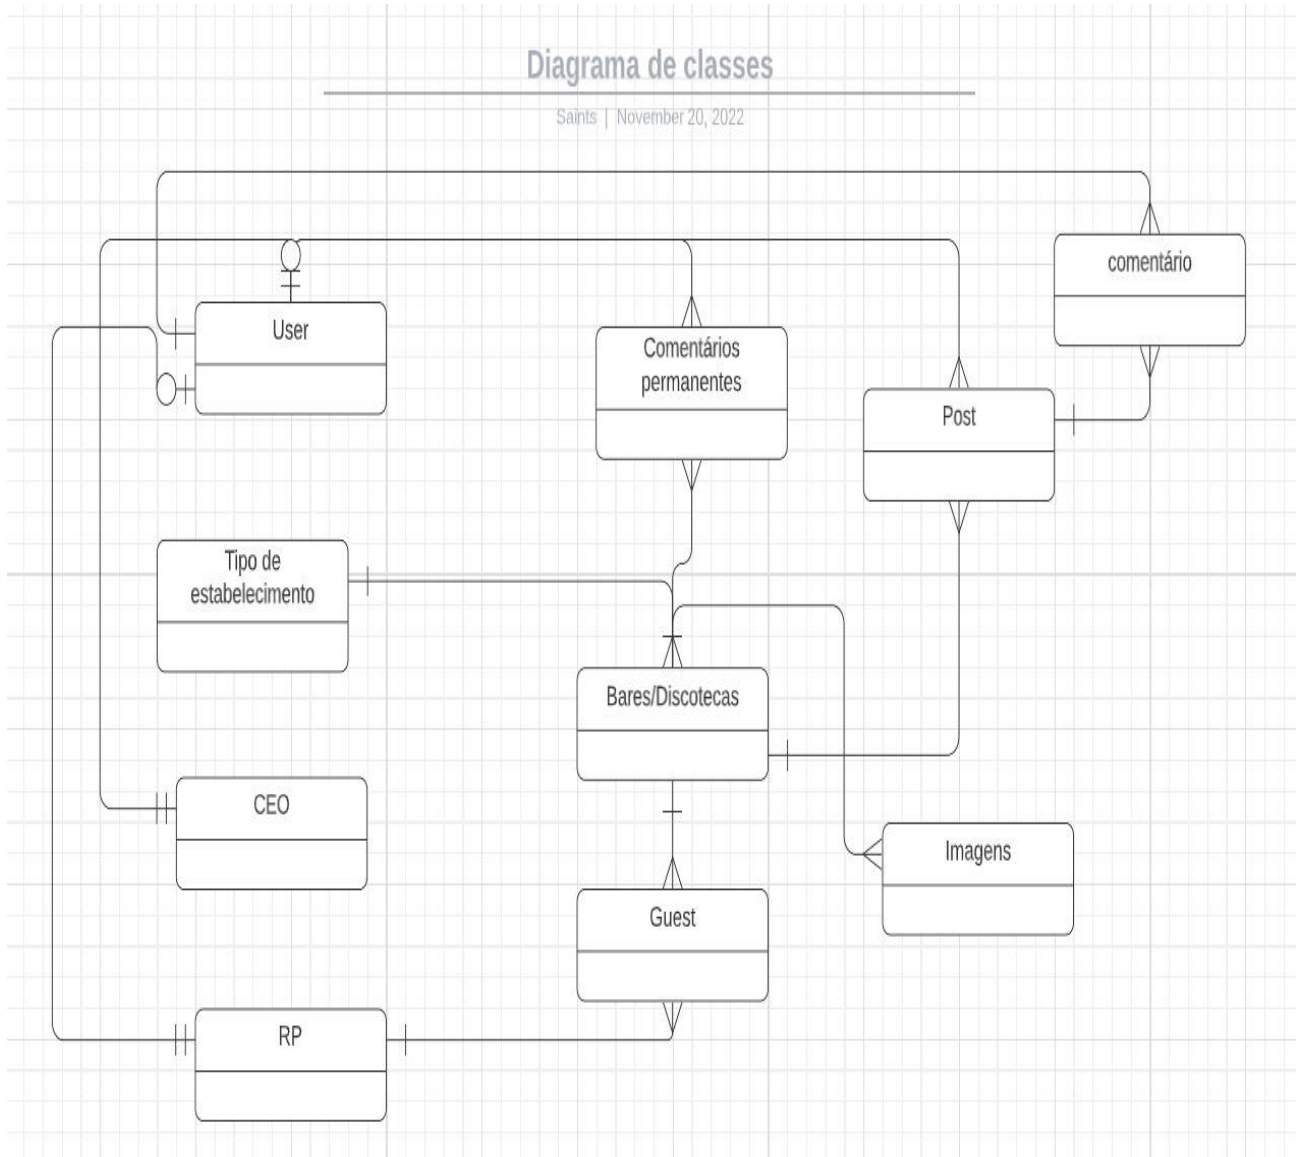 Diagrama de classes
Saints | November 20, 2022
comentário
User
Comentários
permanentes
Post
Tipo de
estabelecimento
Bares/Discotecas
CEO
Imagens
Guest
RP